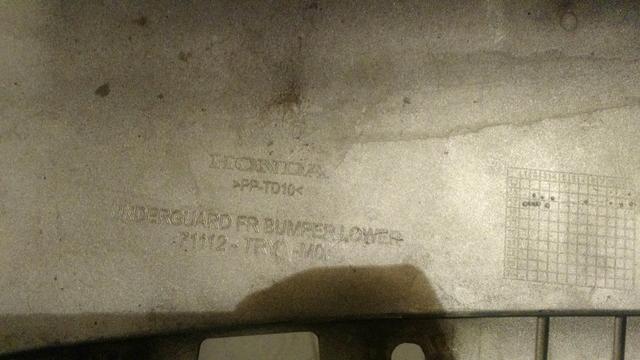 HONDA
>PP-TD10<
UNDERGUARD FR BUMPER LOWER
71112 -